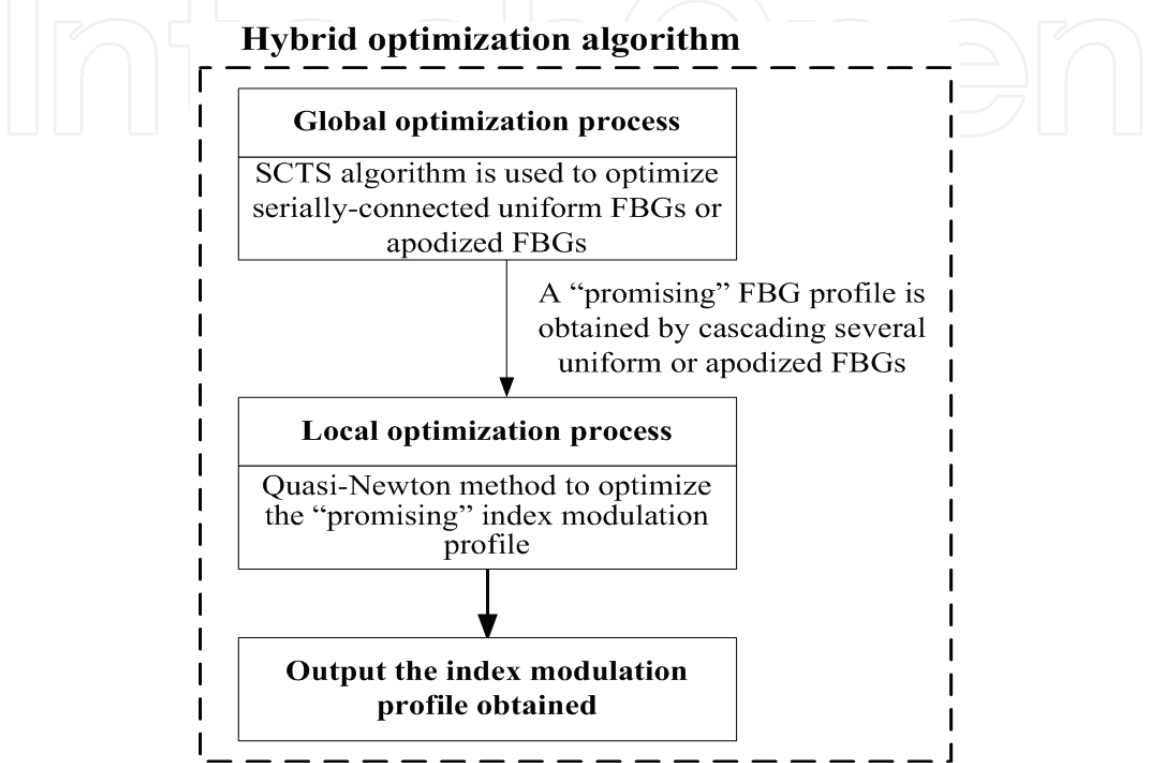 Hybrid optimization algorithm
Global optimization process
SCTS algorithm is used to optimize
serially-connected uniform FBGs or
apodized FBGs
A “promising” FBG profile is
obtained by cascading several
uniform or apodized FBGs
Local optimization process
Quasi-Newton method to optimize
the “promising” index modulation
profile
Output the index modulation
profile obtained